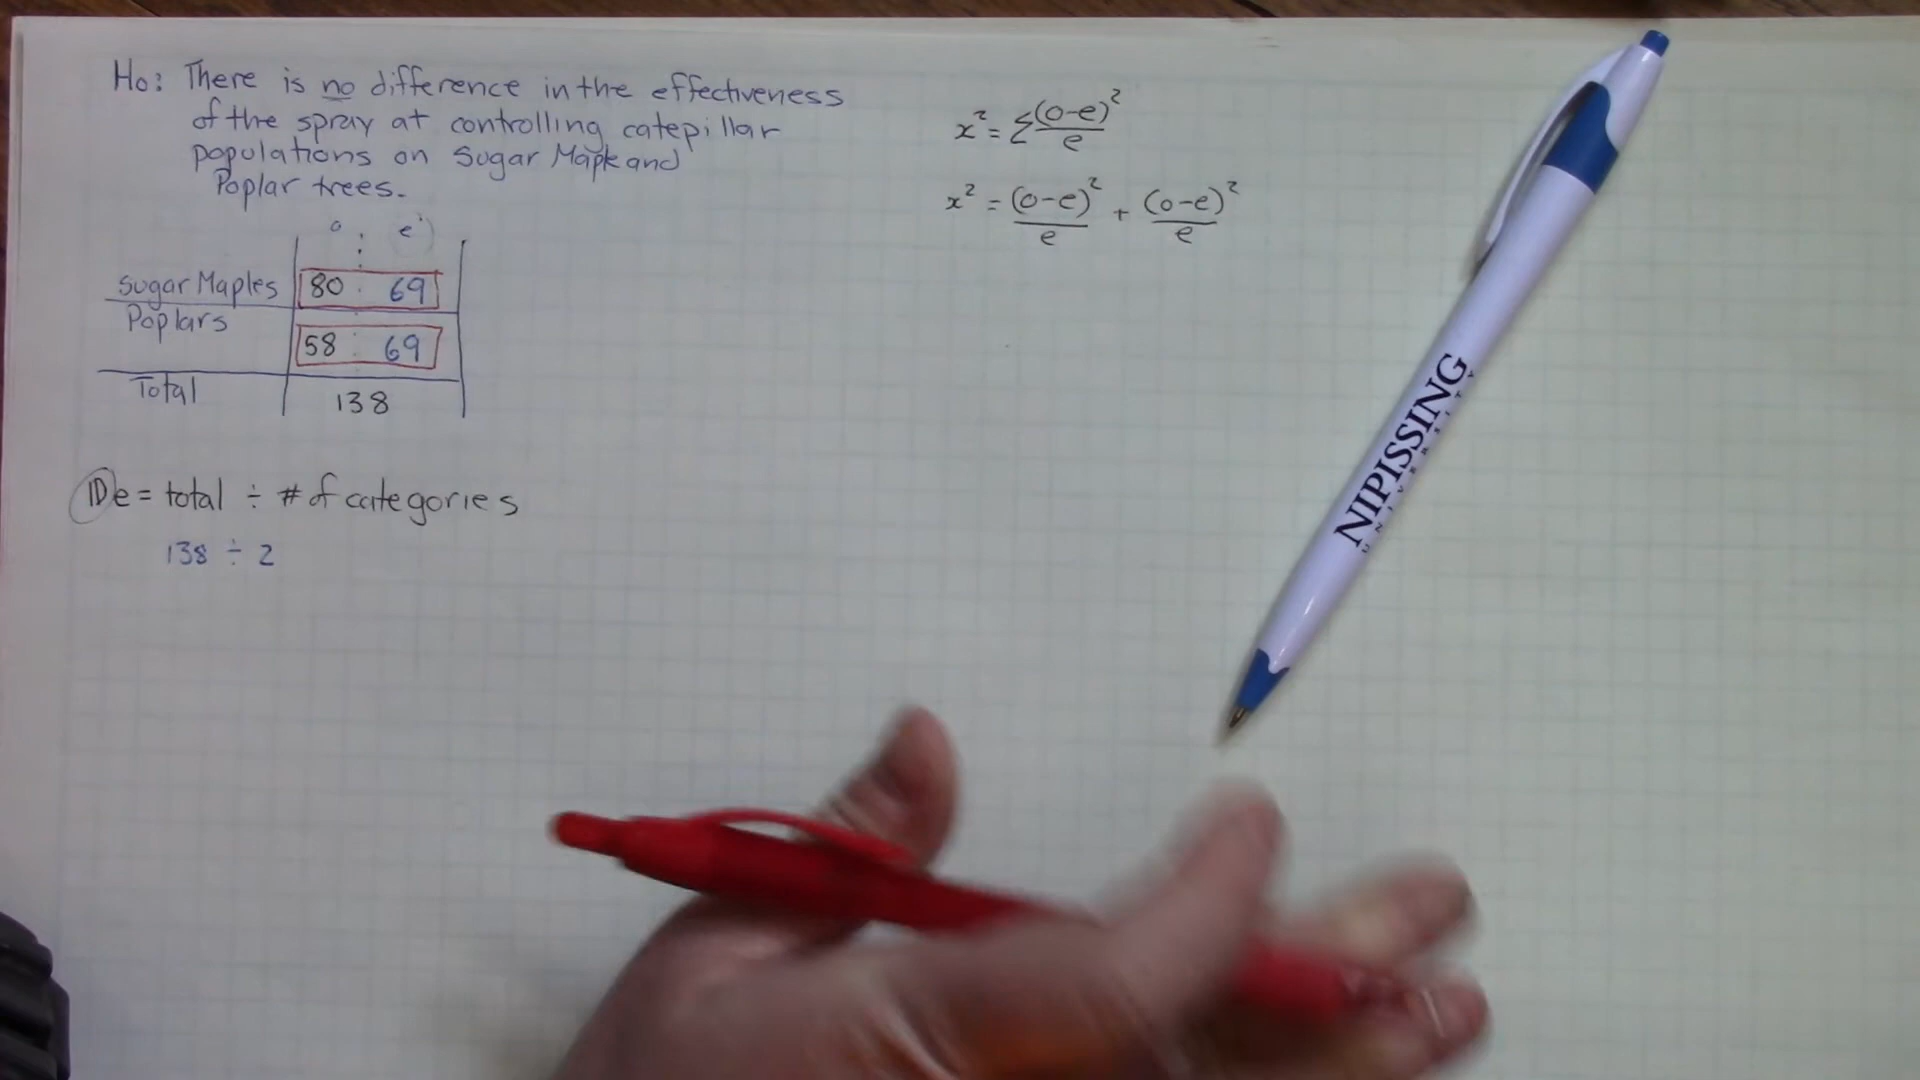 Ho: There is no difference in the effectiveness
of the spray at controlling catepillar
populations on Sugar Maple and
Poplar trees.
x² = Σ(o-e)²
e
x² = (o-e)² + (o-e)²
e e
o e
Sugar Maples 80 69
Poplars
58 69
Total 138
① e = total ÷ # of categories
138 ÷ 2
NIPISSING
UNIVERSITY